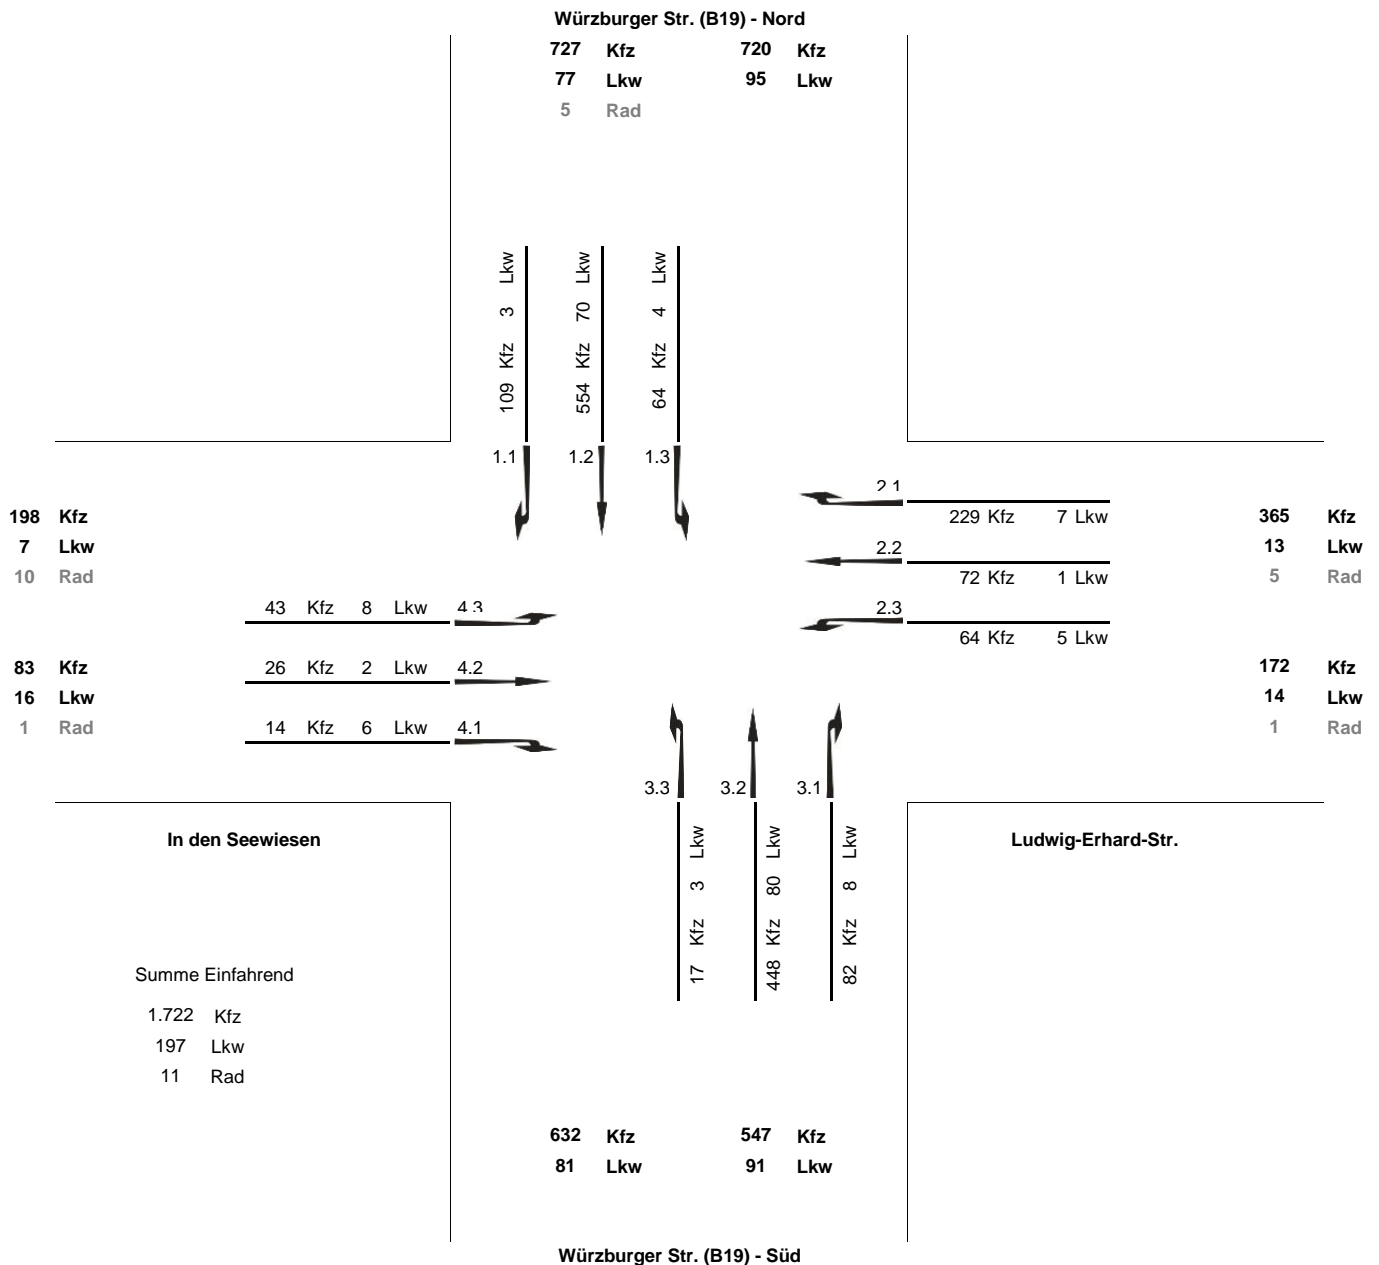 Würzburger Str. (B19) - Nord
727 Kfz 720 Kfz
77 Lkw 95 Lkw
5 Rad
109 Kfz 3 Lkw
554 Kfz 70 Lkw
64 Kfz 4 Lkw
1.1 1.2 1.3
2.1
229 Kfz 7 Lkw
2.2
72 Kfz 1 Lkw
2.3
64 Kfz 5 Lkw
198 Kfz
7 Lkw
10 Rad
365 Kfz
13 Lkw
5 Rad
43 Kfz 8 Lkw 4.3
26 Kfz 2 Lkw 4.2
14 Kfz 6 Lkw 4.1
83 Kfz
16 Lkw
1 Rad
172 Kfz
14 Lkw
1 Rad
3.3 3.2 3.1
17 Kfz 3 Lkw
448 Kfz 80 Lkw
82 Kfz 8 Lkw
In den Seewiesen
Ludwig-Erhard-Str.
Summe Einfahrend
1.722 Kfz
197 Lkw
11 Rad
632 Kfz 547 Kfz
81 Lkw 91 Lkw
Würzburger Str. (B19) - Süd